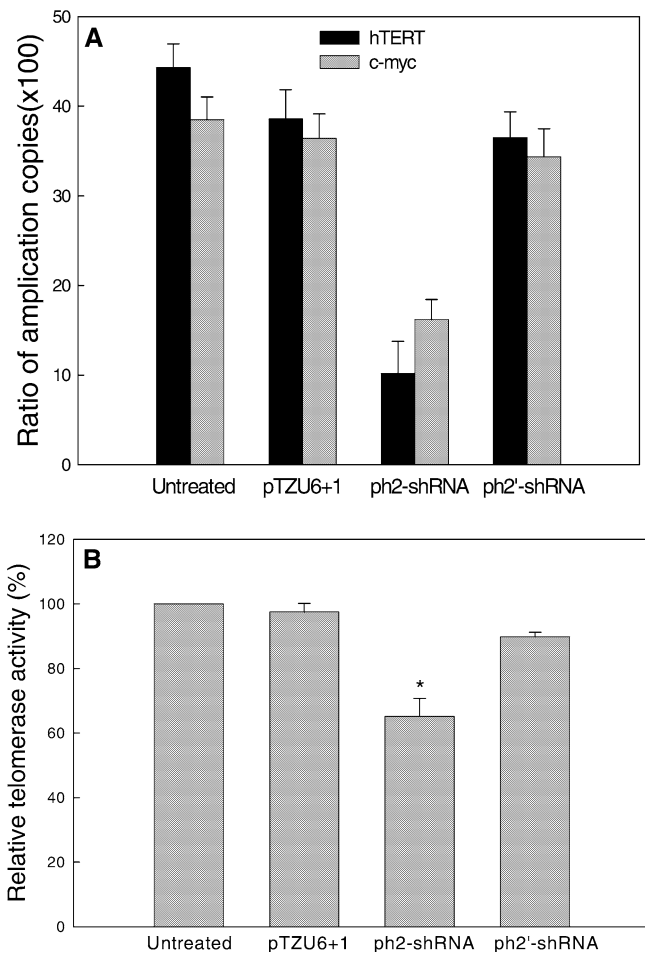 A
hTERT
c-myc
Ratio of amplication copies(x100)
50
40
30
20
10
0
Untreated pTZU6+1 ph2-shRNA ph2'-shRNA
B
Relative telomerase activity (%)
120
100
80
60
40
20
0
*
Untreated pTZU6+1 ph2-shRNA ph2'-shRNA